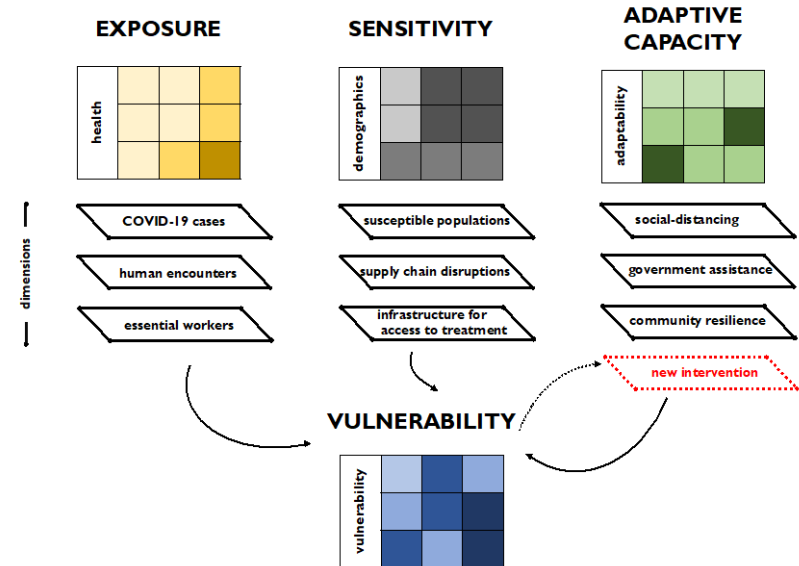 EXPOSURE
SENSITIVITY
ADAPTIVE
CAPACITY
health
demographics
adaptability
dimensions
COVID-19 cases
susceptible populations
social-distancing
human encounters
supply chain disruptions
government assistance
essential workers
infrastructure for
access to treatment
community resilience
new intervention
VULNERABILITY
vulnerability